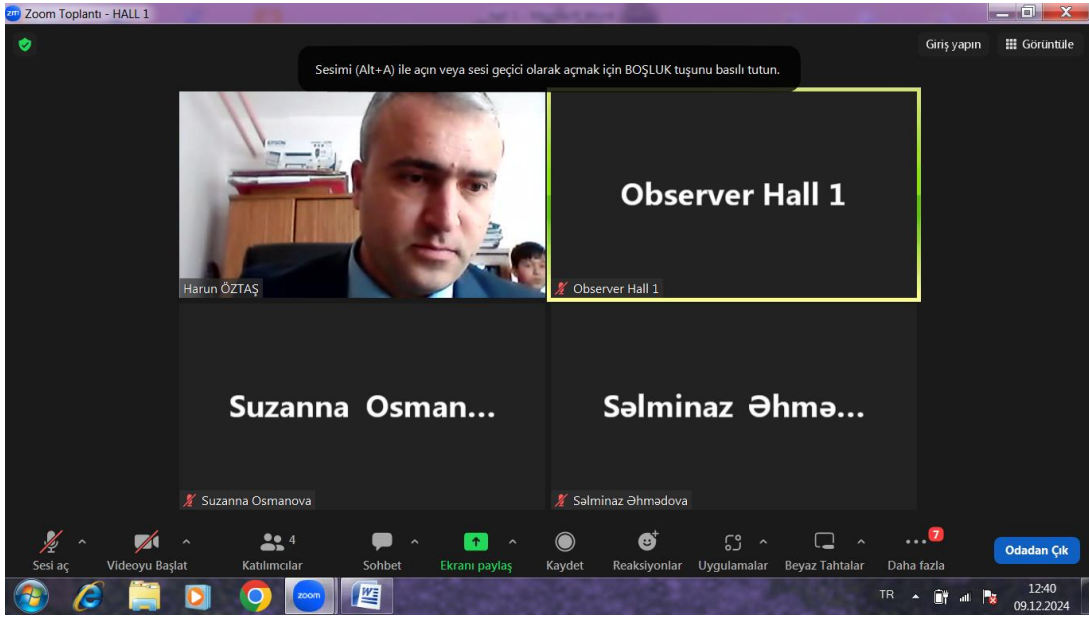 Zoom Toplantı - HALL 1
Giriş yapın
Görüntüle
Sesimi (Alt+A) ile açın veya sesi geçici olarak açmak için BOŞLUK tuşunu basılı tutun.
EPSON
Harun ÖZTAŞ
Observer Hall 1
Observer Hall 1
Suzanna Osman...
Suzanna Osmanova
Səlminaz Əhmə...
Səlminaz Əhmədova
4
7
Sesi aç
Videoyu Başlat
Katılımcılar
Sohbet
Ekranı paylaş
Kaydet
Reaksiyonlar
Uygulamalar
Beyaz Tahtalar
Daha fazla
Odadan Çık
zoom
TR
12:40
09.12.2024